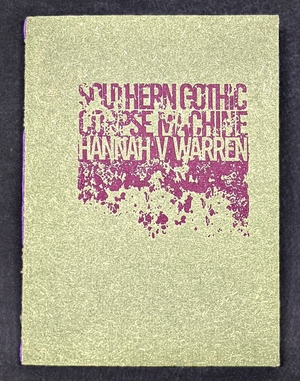 SOUTHERN GOTHIC
CORPSE MACHINE
HANNAH V. WARREN